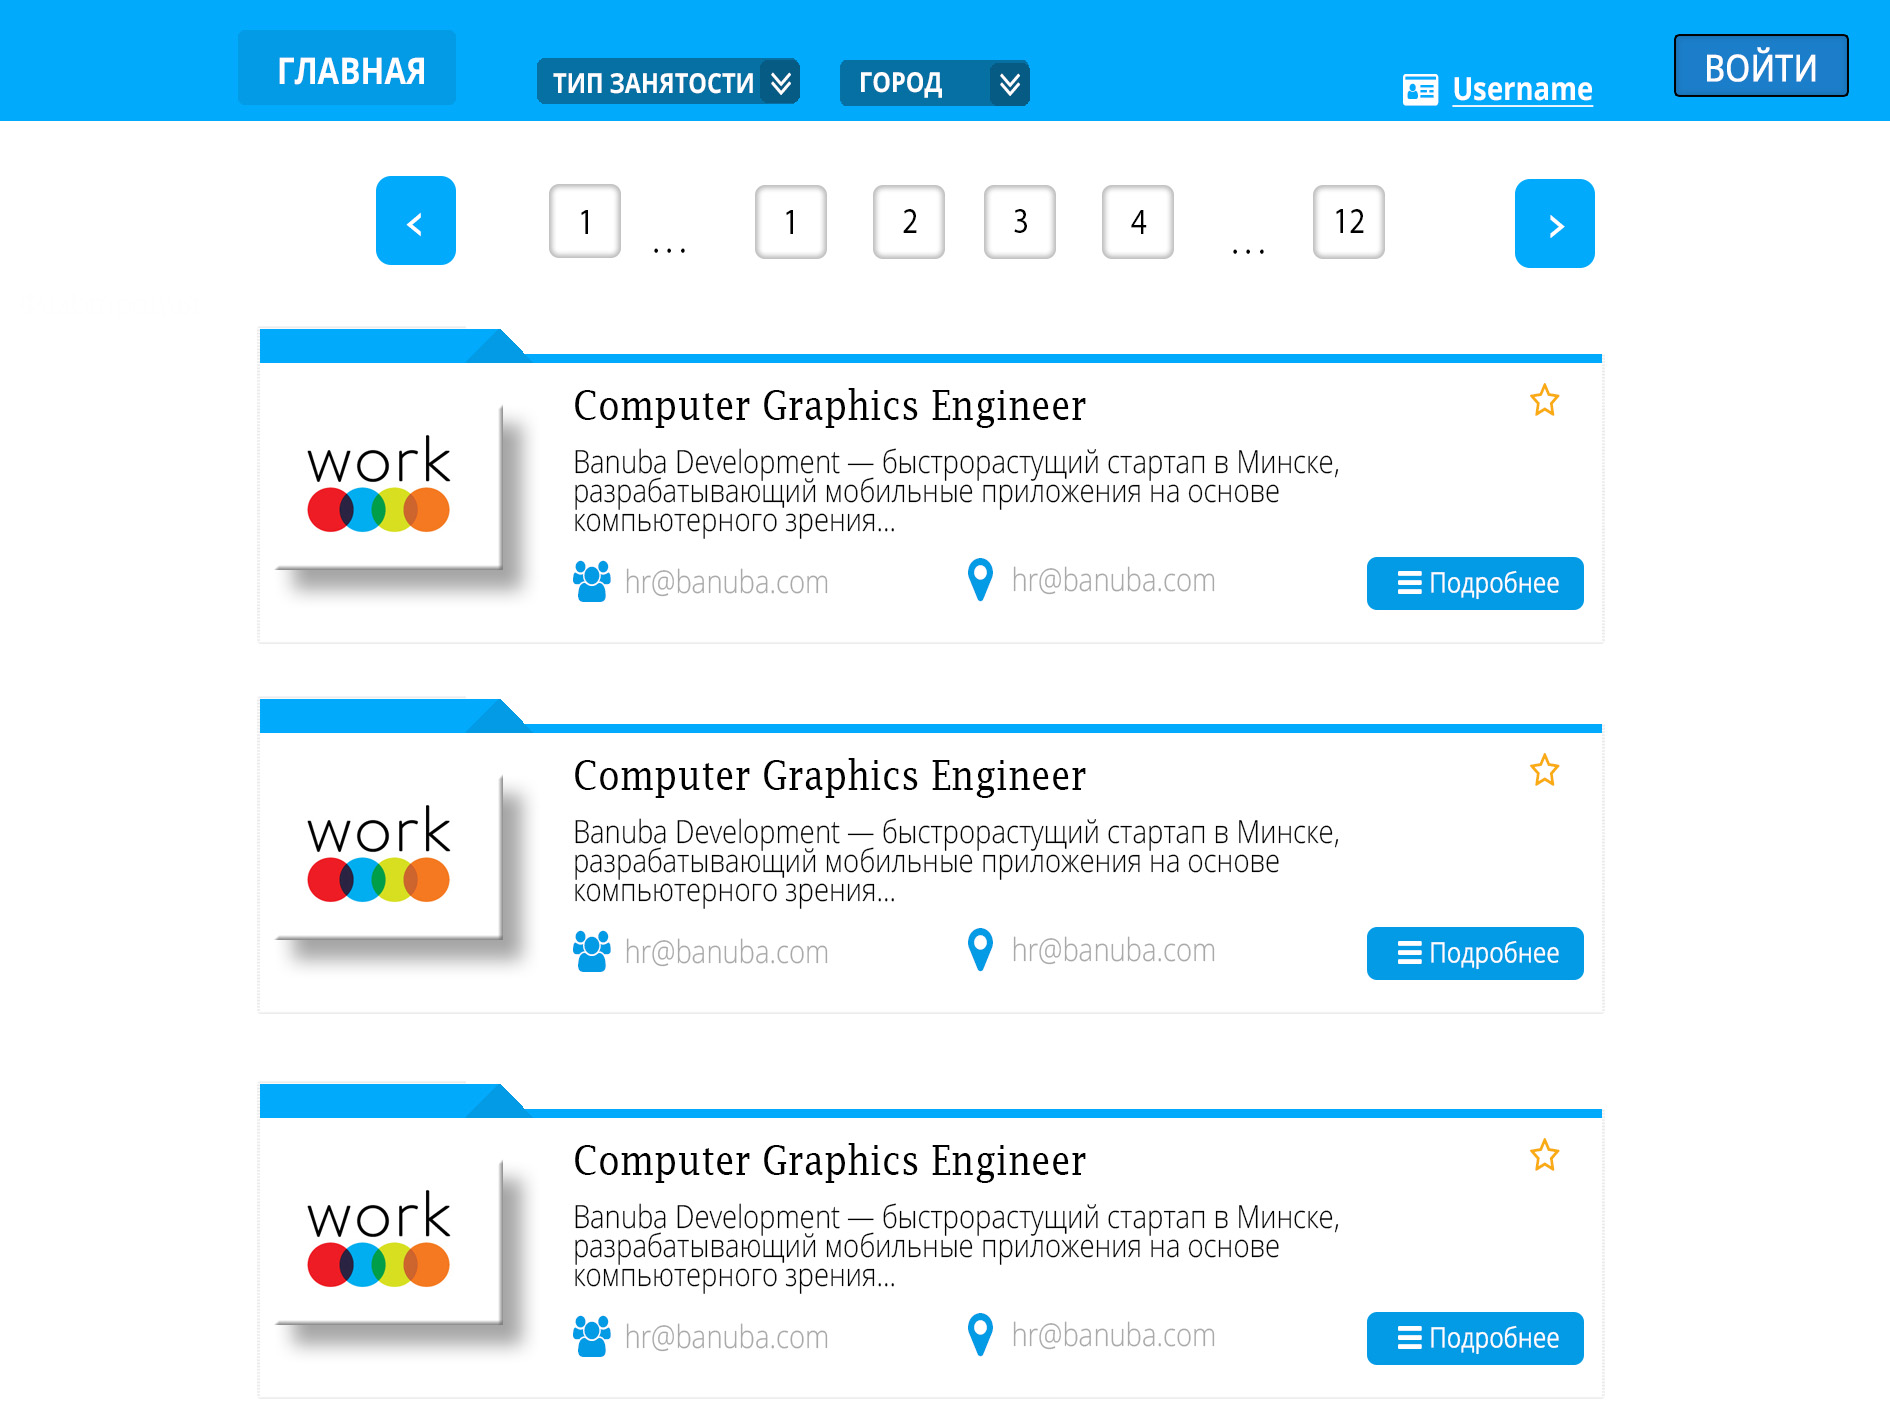 ГЛАВНАЯ
ТИП ЗАНЯТОСТИ
ГОРОД
Username
ВОЙТИ
< 1 ... 1 2 3 4 ... 12 >
work
Computer Graphics Engineer
Banuba Development — быстрорастущий стартап в Минске,
разрабатывающий мобильные приложения на основе
компьютерного зрения...
hr@banuba.com
hr@banuba.com
Подробнее
work
Computer Graphics Engineer
Banuba Development — быстрорастущий стартап в Минске,
разрабатывающий мобильные приложения на основе
компьютерного зрения...
hr@banuba.com
hr@banuba.com
Подробнее
work
Computer Graphics Engineer
Banuba Development — быстрорастущий стартап в Минске,
разрабатывающий мобильные приложения на основе
компьютерного зрения...
hr@banuba.com
hr@banuba.com
Подробнее